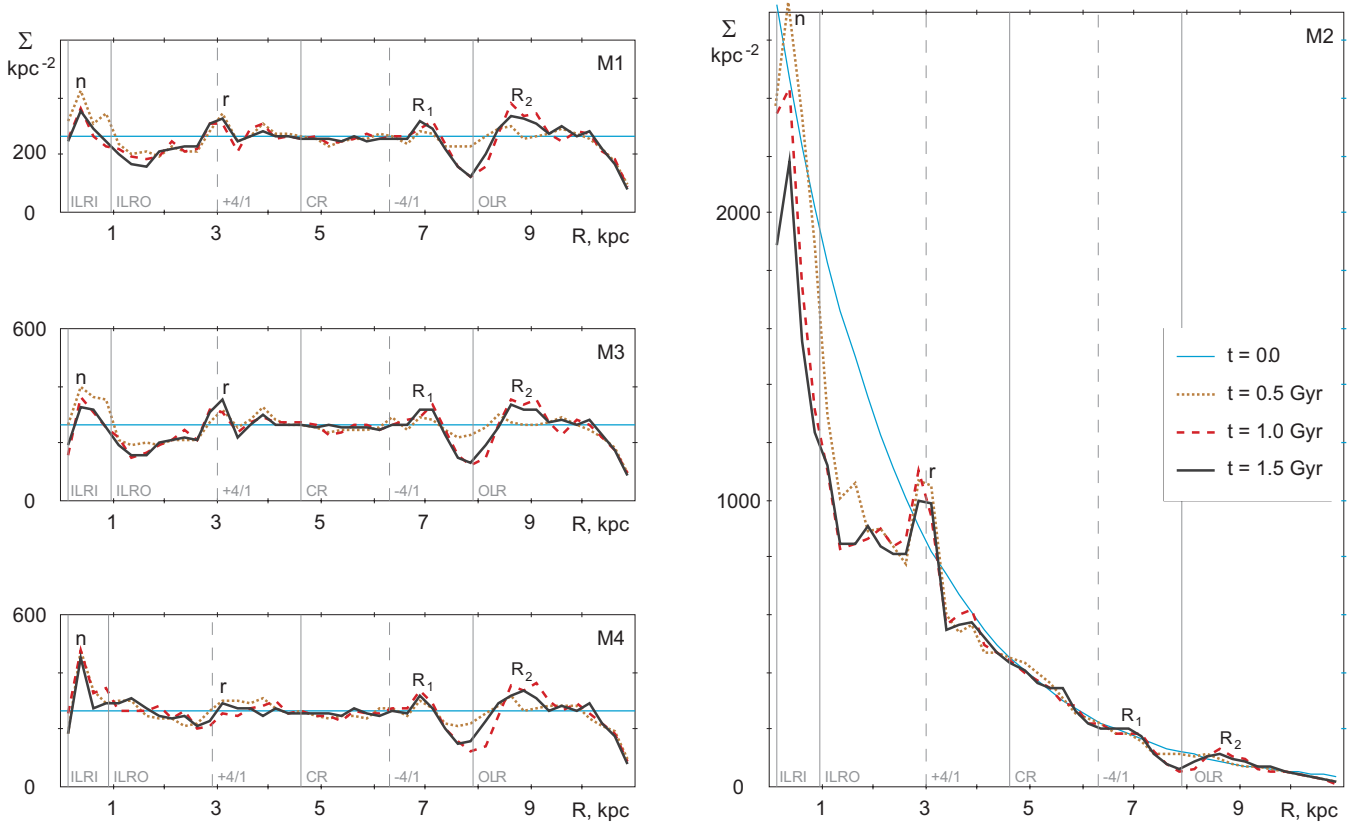 Σ
kpc-2
M1
n
r
R1
R2
200
0
ILRI ILRO +4/1 CR -4/1 OLR
1 3 5 7 9 R, kpc
600
M3
n
r
R1
R2
0
ILRI ILRO +4/1 CR -4/1 OLR
1 3 5 7 9 R, kpc
600
M4
n
r
R1
R2
0
ILRI ILRO +4/1 CR -4/1 OLR
1 3 5 7 9 R, kpc
Σ
kpc-2
n
M2
2000
t = 0.0
t = 0.5 Gyr
t = 1.0 Gyr
t = 1.5 Gyr
1000
r
R1
R2
0
ILRI ILRO +4/1 CR -4/1 OLR
1 3 5 7 9 R, kpc